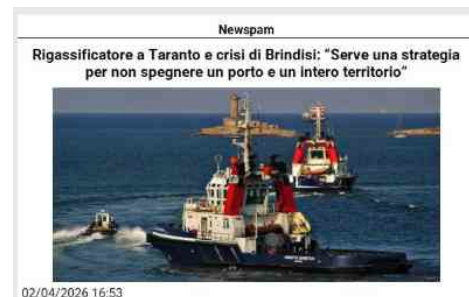 Newspam
Rigassificatore a Taranto e crisi di Brindisi: “Serve una strategia
per non spegnere un porto e un intero territorio”
02/04/2026 16:53